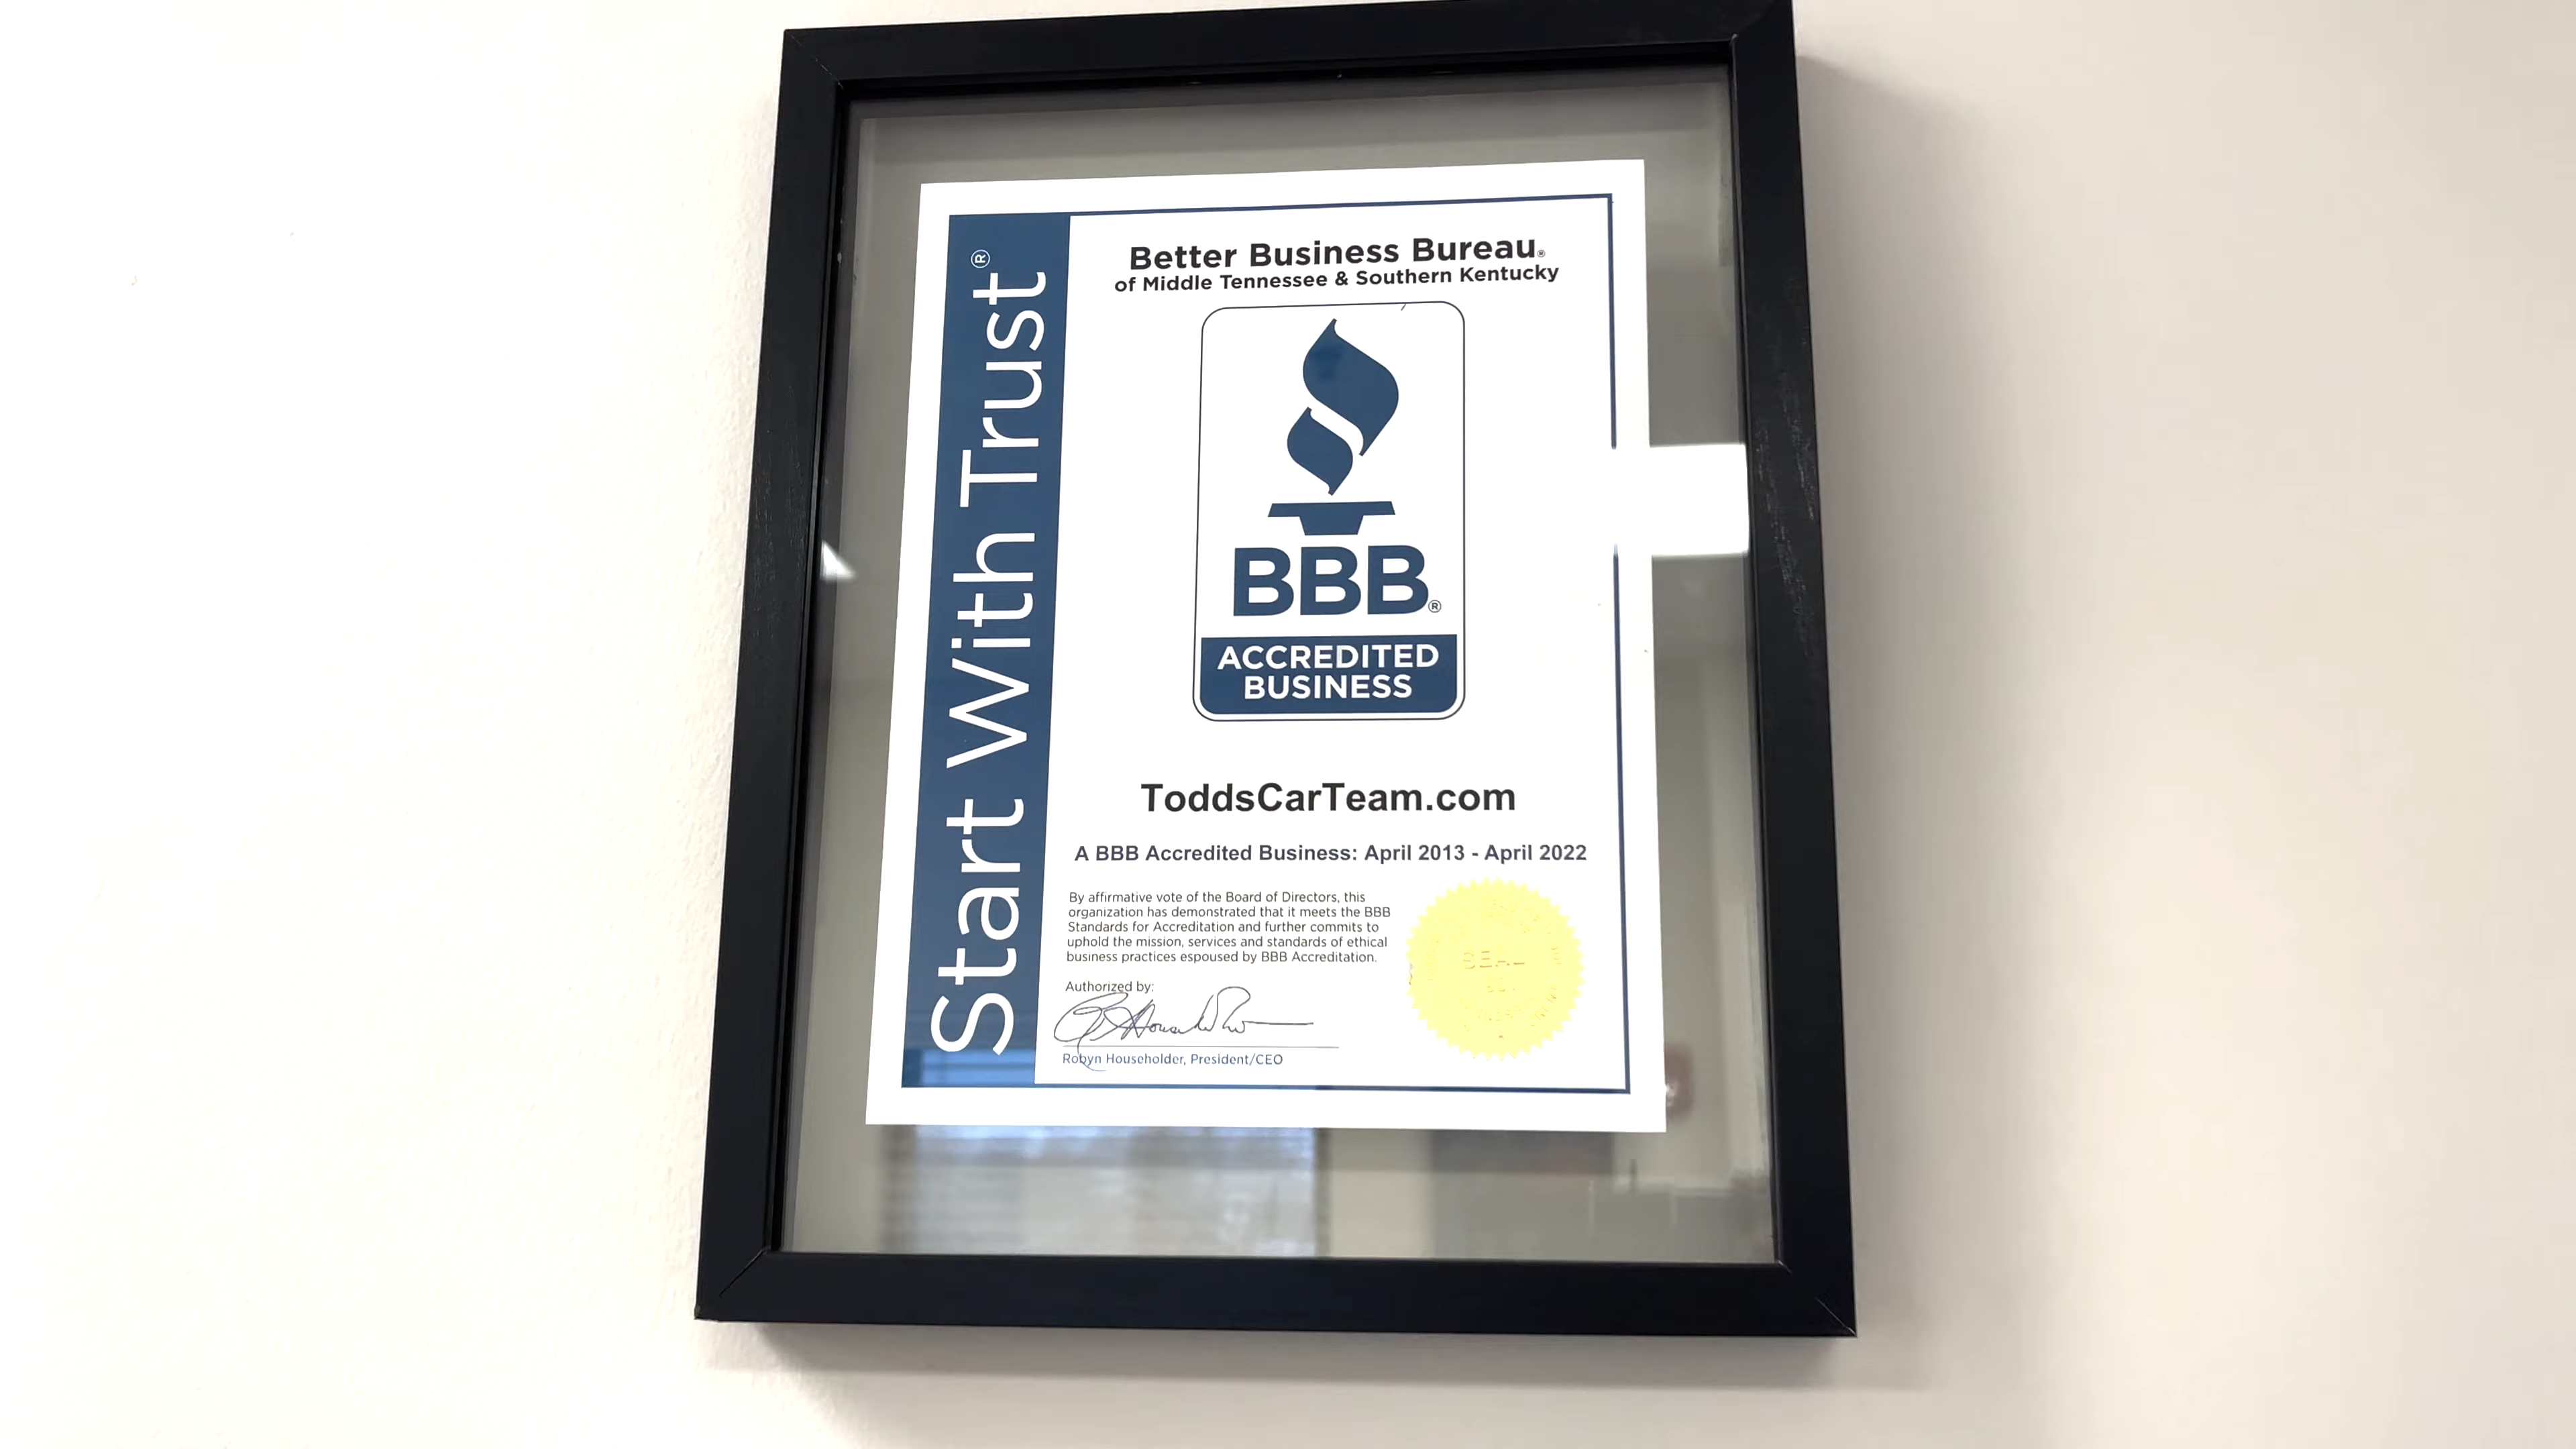 Start With Trust®
Better Business Bureau®
of Middle Tennessee & Southern Kentucky
BBB®
ACCREDITED
BUSINESS
ToddsCarTeam.com
A BBB Accredited Business: April 2013 - April 2022
By affirmative vote of the Board of Directors, this
organization has demonstrated that it meets the BBB
Standards for Accreditation and further commits to
uphold the mission, services and standards of ethical
business practices espoused by BBB Accreditation.
Authorized by:
Robyn Householder, President/CEO
SEAL